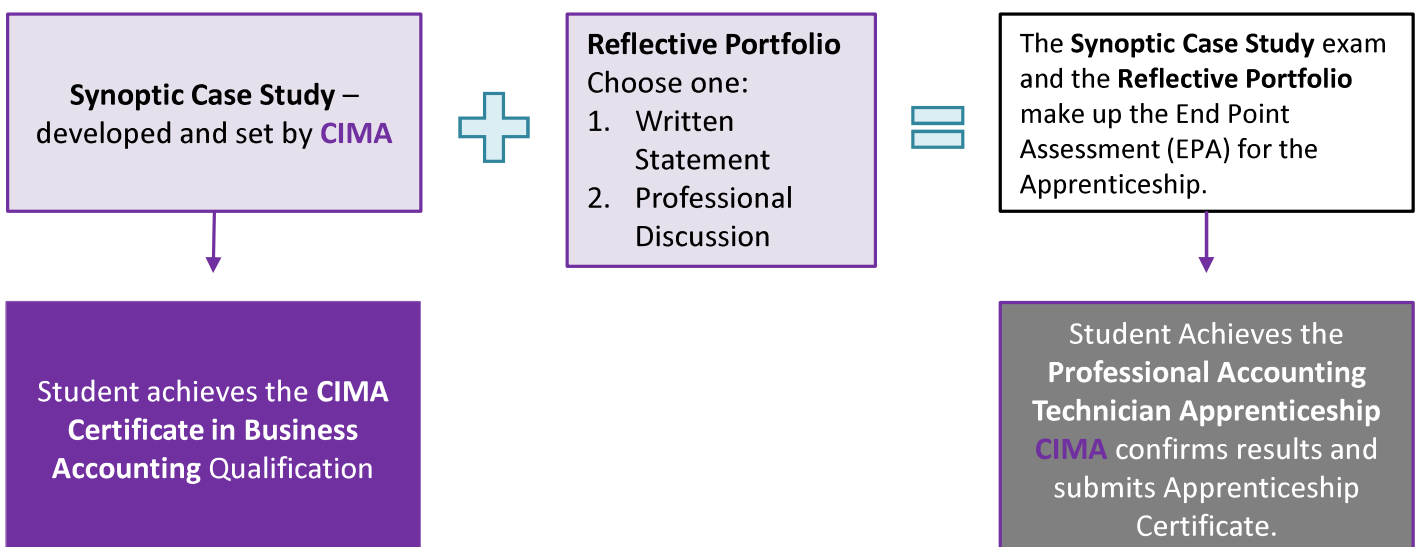 Synoptic Case Study –
developed and set by CIMA
Reflective Portfolio
Choose one:
1. Written
Statement
2. Professional
Discussion
The Synoptic Case Study exam
and the Reflective Portfolio
make up the End Point
Assessment (EPA) for the
Apprenticeship.
Student achieves the CIMA
Certificate in Business
Accounting Qualification
Student Achieves the
Professional Accounting
Technician Apprenticeship
CIMA confirms results and
submits Apprenticeship
Certificate.